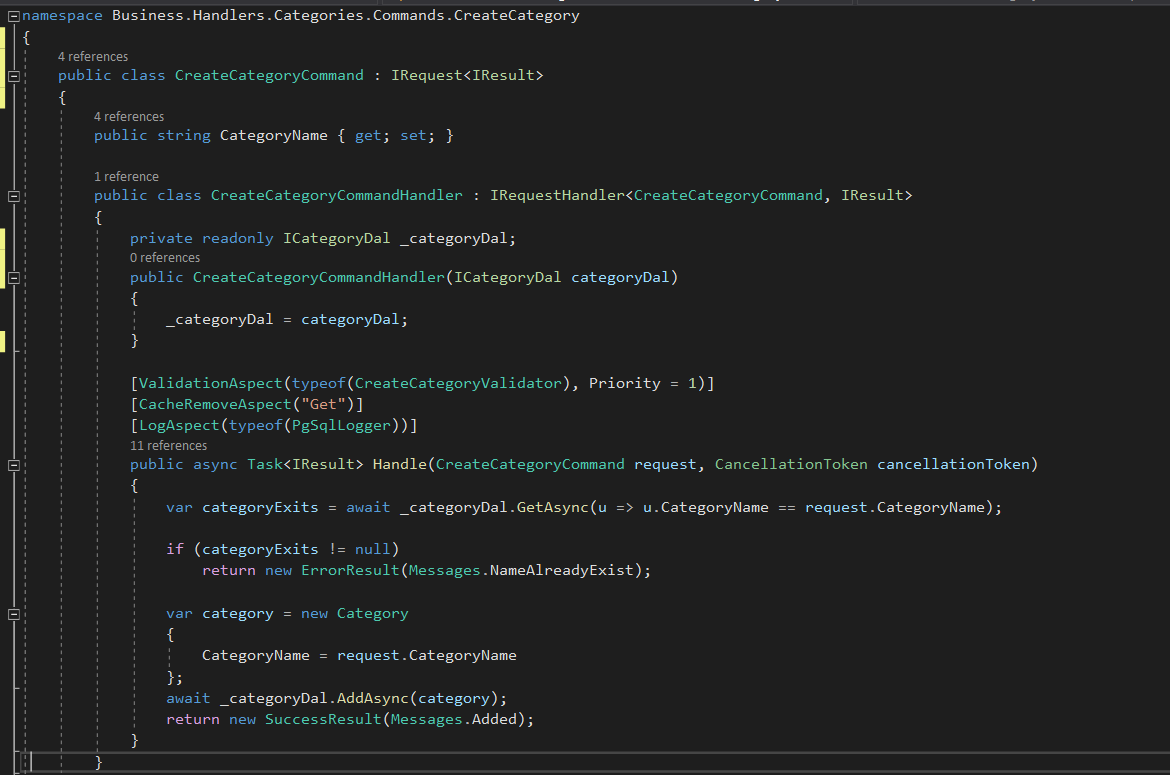 namespace Business.Handlers.Categories.Commands.CreateCategory
{
4 references
public class CreateCategoryCommand : IRequest<IResult>
{
4 references
public string CategoryName { get; set; }
1 reference
public class CreateCategoryCommandHandler : IRequestHandler<CreateCategoryCommand, IResult>
{
private readonly ICategoryDal _categoryDal;
0 references
public CreateCategoryCommandHandler(ICategoryDal categoryDal)
{
_categoryDal = categoryDal;
}
[ValidationAspect(typeof(CreateCategoryValidator), Priority = 1)]
[CacheRemoveAspect("Get")]
[LogAspect(typeof(PgSqlLogger))]
11 references
public async Task<IResult> Handle(CreateCategoryCommand request, CancellationToken cancellationToken)
{
var categoryExits = await _categoryDal.GetAsync(u => u.CategoryName == request.CategoryName);
if (categoryExits != null)
return new ErrorResult(Messages.NameAlreadyExist);
var category = new Category
{
CategoryName = request.CategoryName
};
await _categoryDal.AddAsync(category);
return new SuccessResult(Messages.Added);
}
}